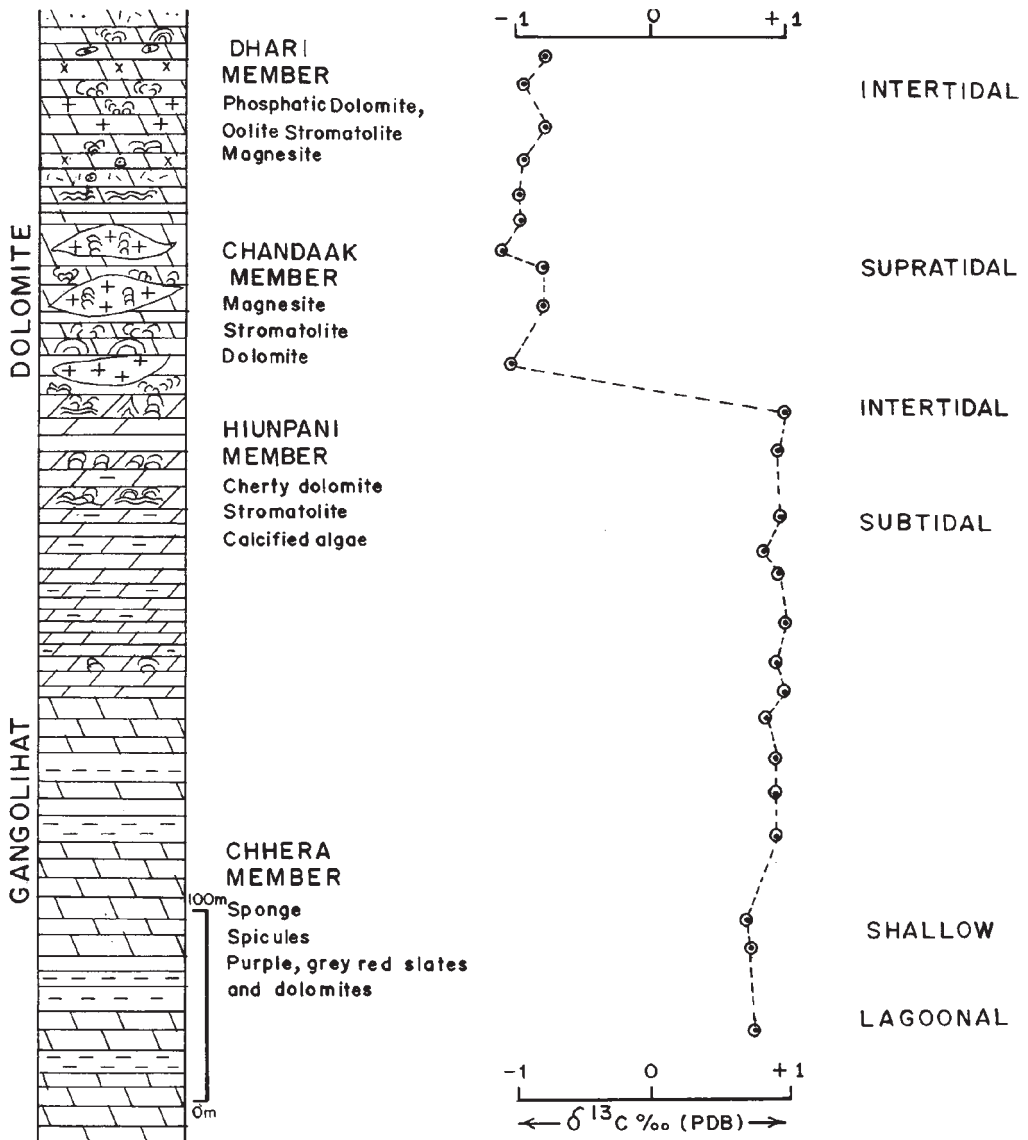 -1 0 +1
DHARI
MEMBER
Phosphatic Dolomite,
Oolite Stromatolite
Magnesite
INTERTIDAL
DOLOMITE
CHANDAAK
MEMBER
Magnesite
Stromatolite
Dolomite
SUPRATIDAL
INTERTIDAL
HIUNPANI
MEMBER
Cherty dolomite
Stromatolite
Calcified algae
SUBTIDAL
GANGOLIHAT
CHHERA
MEMBER
100m
Sponge
Spicules
Purple, grey red slates
and dolomites
SHALLOW
LAGOONAL
0m
-1 0 +1
δ13C ‰ (PDB)